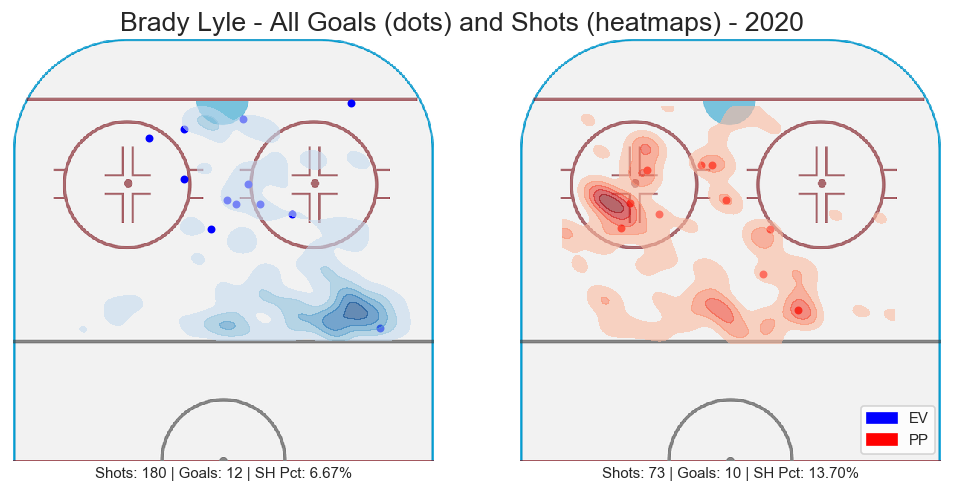 Brady Lyle - All Goals (dots) and Shots (heatmaps) - 2020
EV
PP
Shots: 180 | Goals: 12 | SH Pct: 6.67%
Shots: 73 | Goals: 10 | SH Pct: 13.70%